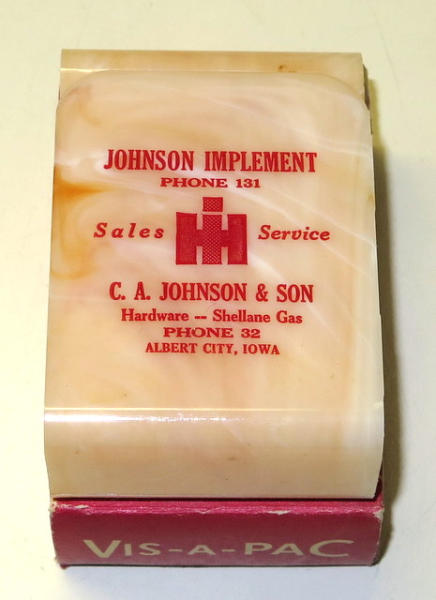 JOHNSON IMPLEMENT
PHONE 131
Sales IH Service
C. A. JOHNSON & SON
Hardware -- Shellane Gas
PHONE 32
ALBERT CITY, IOWA
VIS-A-PAC